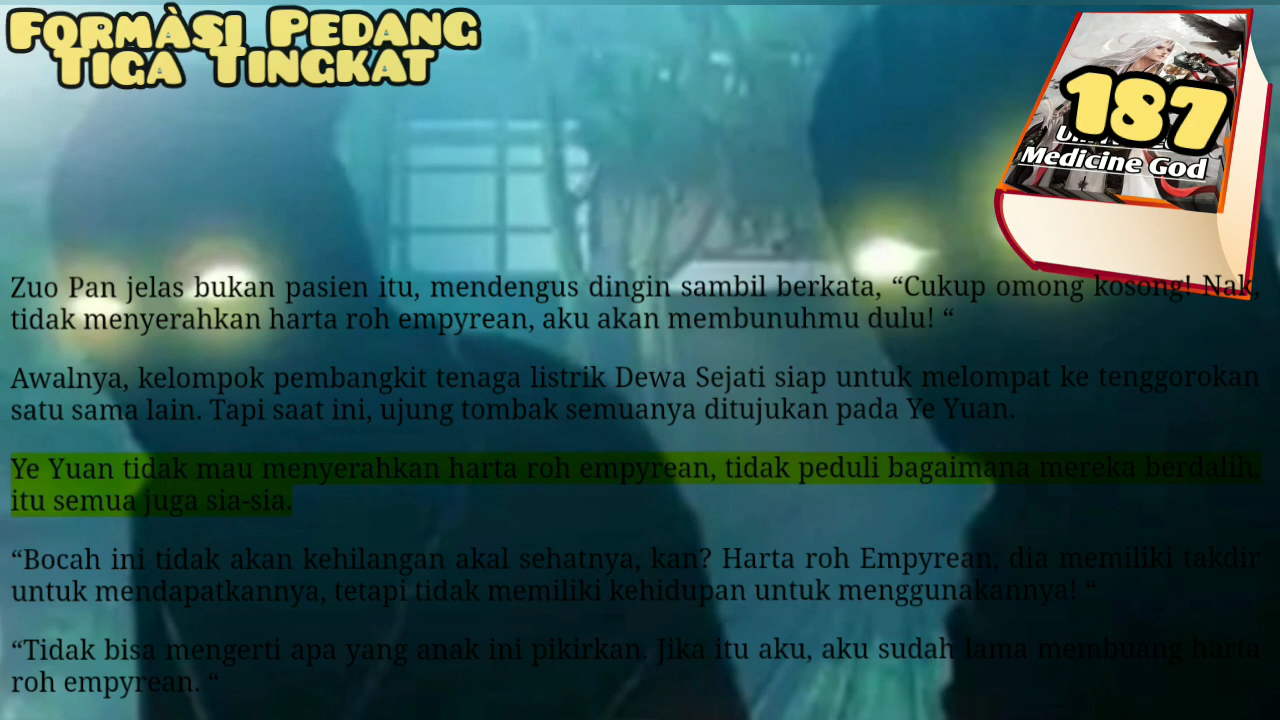 Formàsi Pedang
Tiga Tingkat
187
Medicine God
Zuo Pan jelas bukan pasien itu, mendengus dingin sambil berkata, “Cukup omong kosong! Nak,
tidak menyerahkan harta roh empyrean, aku akan membunuhmu dulu! “
Awalnya, kelompok pembangkit tenaga listrik Dewa Sejati siap untuk melompat ke tenggorokan
satu sama lain. Tapi saat ini, ujung tombak semuanya ditujukan pada Ye Yuan.
Ye Yuan tidak mau menyerahkan harta roh empyrean, tidak peduli bagaimana mereka berdalih,
itu semua juga sia-sia.
“Bocah ini tidak akan kehilangan akal sehatnya, kan? Harta roh Empyrean, dia memiliki takdir
untuk mendapatkannya, tetapi tidak memiliki kehidupan untuk menggunakannya! “
“Tidak bisa mengerti apa yang anak ini pikirkan. Jika itu aku, aku sudah lama membuang harta
roh empyrean. “